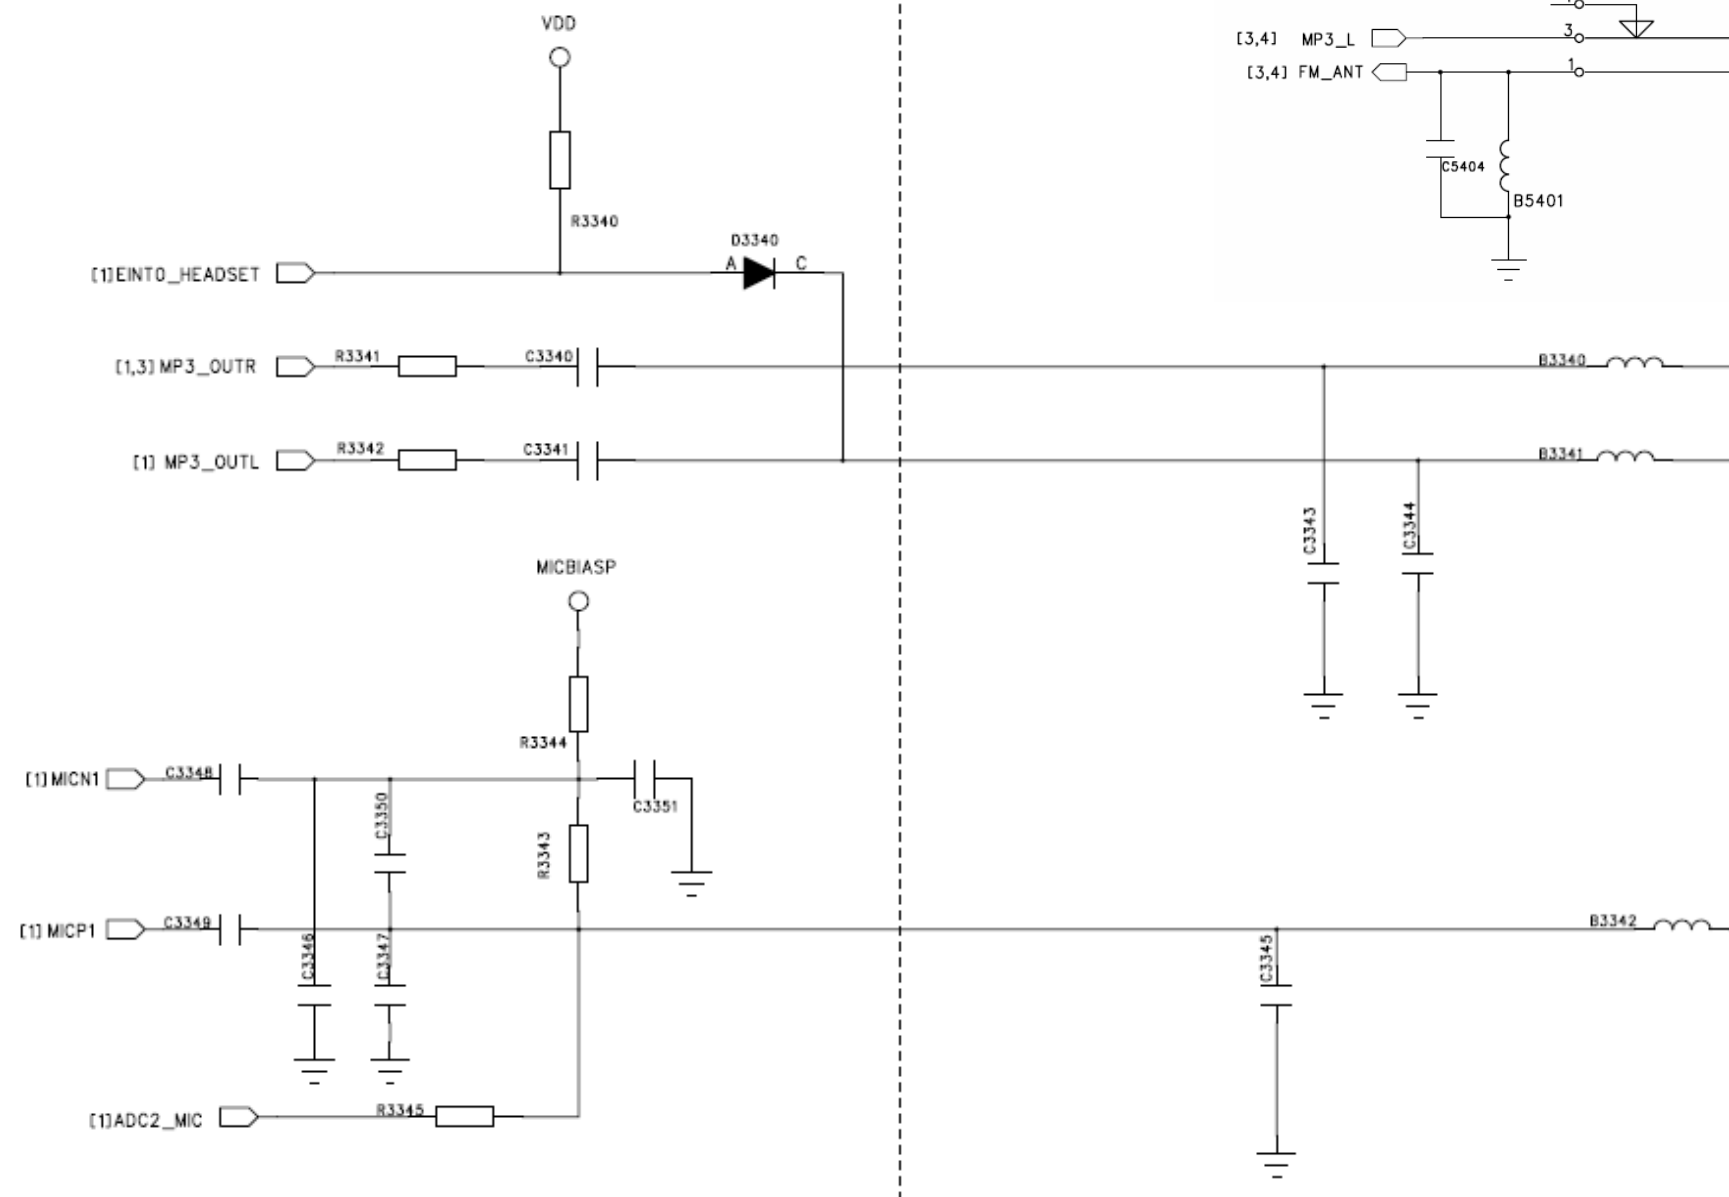 VDD
[3,4] MP3_L
3
[3,4] FM_ANT
1
C5404
B5401
R3340
D3340
A C
[1]EINT0_HEADSET
[1,3] MP3_OUTR
R3341
C3340
B3340
[1] MP3_OUTL
R3342
C3341
B3341
C3343
C3344
MICBIASP
R3344
[1] MICN1
C3348
C3351
C3350
R3343
[1] MICP1
C3349
B3342
C3346
C3347
C3345
[1]ADC2_MIC
R3345